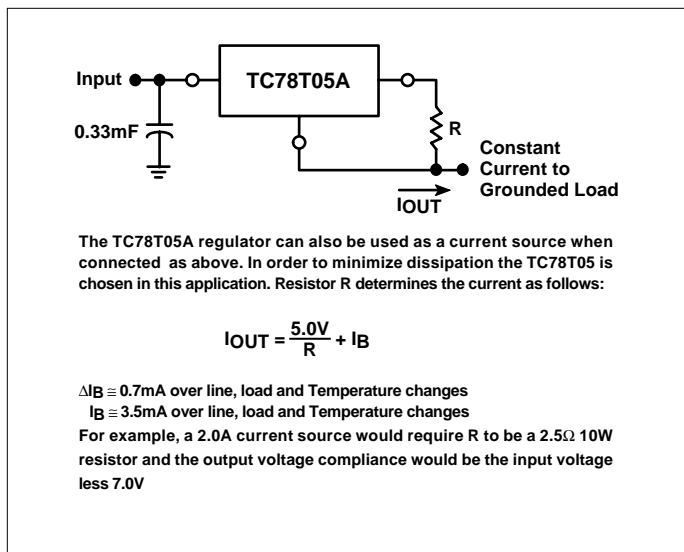 Input
TC78T05A
0.33mF
R
Constant
Current to
Grounded Load
IOUT
The TC78T05A regulator can also be used as a current source when
connected as above. In order to minimize dissipation the TC78T05 is
chosen in this application. Resistor R determines the current as follows:
IOUT = 5.0V/R + IB
∆IB ≅ 0.7mA over line, load and Temperature changes
IB ≅ 3.5mA over line, load and Temperature changes
For example, a 2.0A current source would require R to be a 2.5Ω 10W
resistor and the output voltage compliance would be the input voltage
less 7.0V